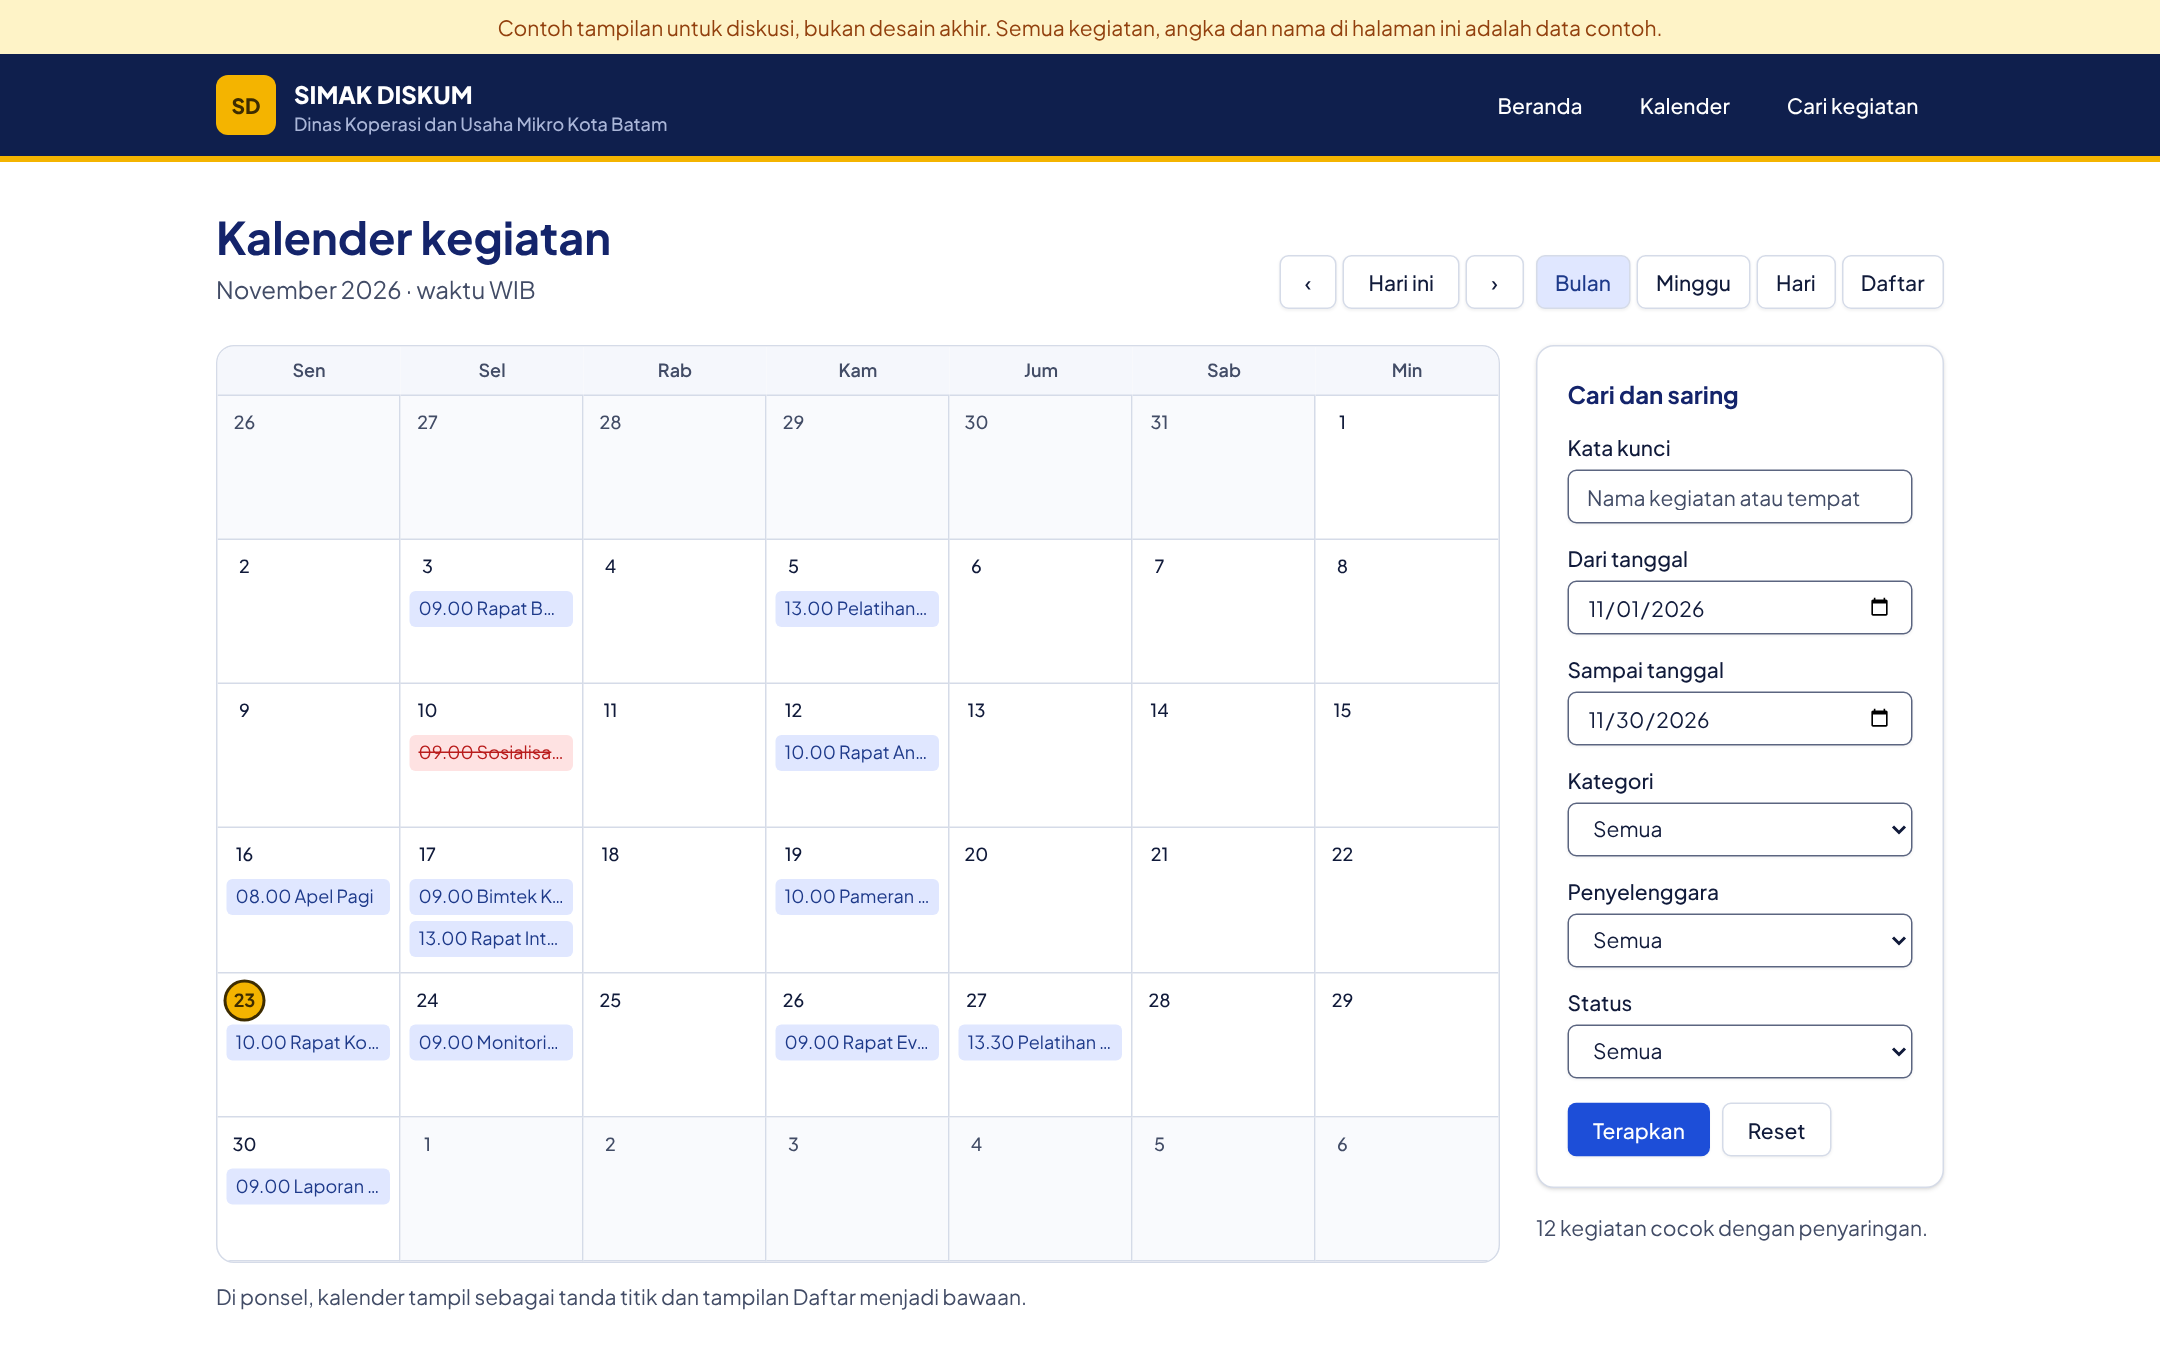 Contoh tampilan untuk diskusi, bukan desain akhir. Semua kegiatan, angka dan nama di halaman ini adalah data contoh.
SD
SIMAK DISKUM
Dinas Koperasi dan Usaha Mikro Kota Batam
Beranda Kalender Cari kegiatan
Kalender kegiatan
November 2026 · waktu WIB
‹ Hari ini › Bulan Minggu Hari Daftar
Sen Sel Rab Kam Jum Sab Min
26 27 28 29 30 31 1
2 3 4 5 6 7 8
09.00 Rapat B... 13.00 Pelatihan...
9 10 11 12 13 14 15
09.00 Sosialisa... 10.00 Rapat An...
16 17 18 19 20 21 22
08.00 Apel Pagi 09.00 Bimtek K... 10.00 Pameran ...
13.00 Rapat Int...
23 24 25 26 27 28 29
10.00 Rapat Ko... 09.00 Monitori... 09.00 Rapat Ev... 13.30 Pelatihan ...
30 1 2 3 4 5 6
09.00 Laporan ...
Cari dan saring
Kata kunci
Nama kegiatan atau tempat
Dari tanggal
11/01/2026
Sampai tanggal
11/30/2026
Kategori
Semua
Penyelenggara
Semua
Status
Semua
Terapkan Reset
12 kegiatan cocok dengan penyaringan.
Di ponsel, kalender tampil sebagai tanda titik dan tampilan Daftar menjadi bawaan.